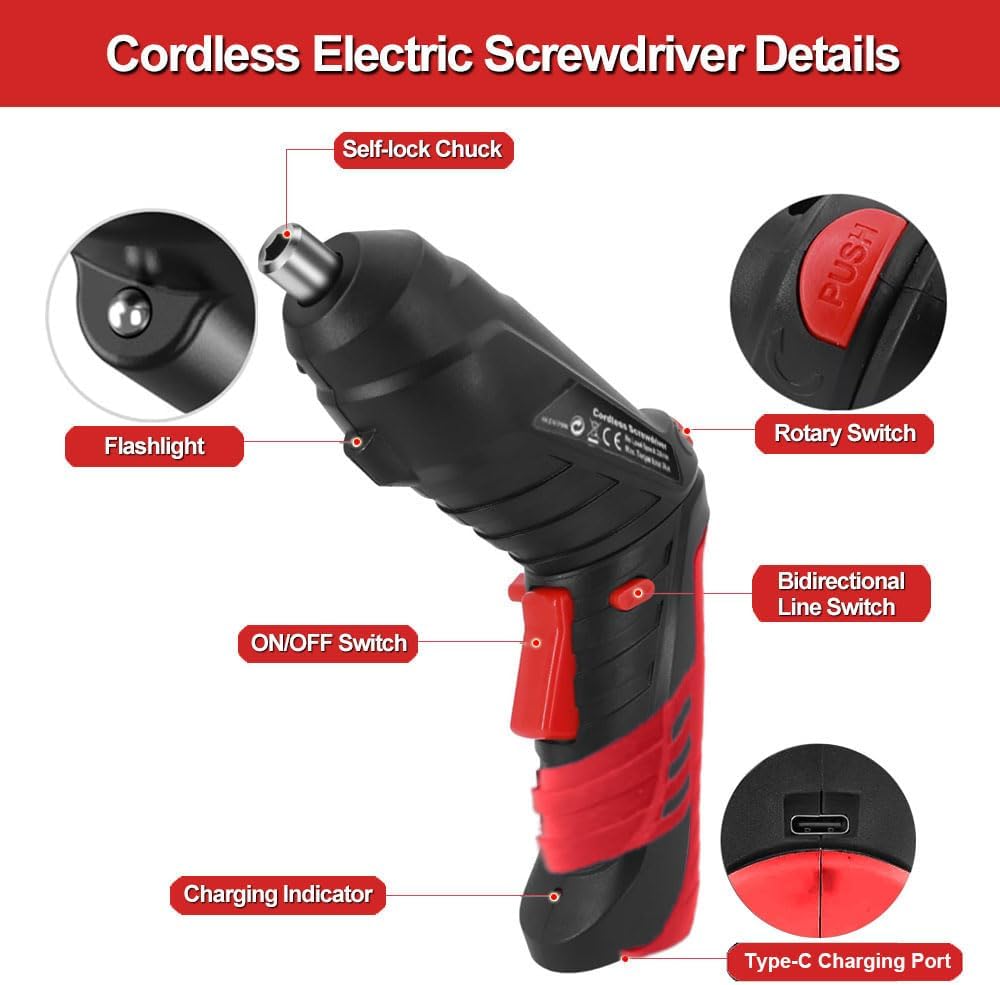 Cordless Electric Screwdriver Details
Self-lock Chuck
PUSH
Flashlight
Rotary Switch
Cordless Screwdriver
CE
Bidirectional
Line Switch
ON/OFF Switch
Charging Indicator
Type-C Charging Port